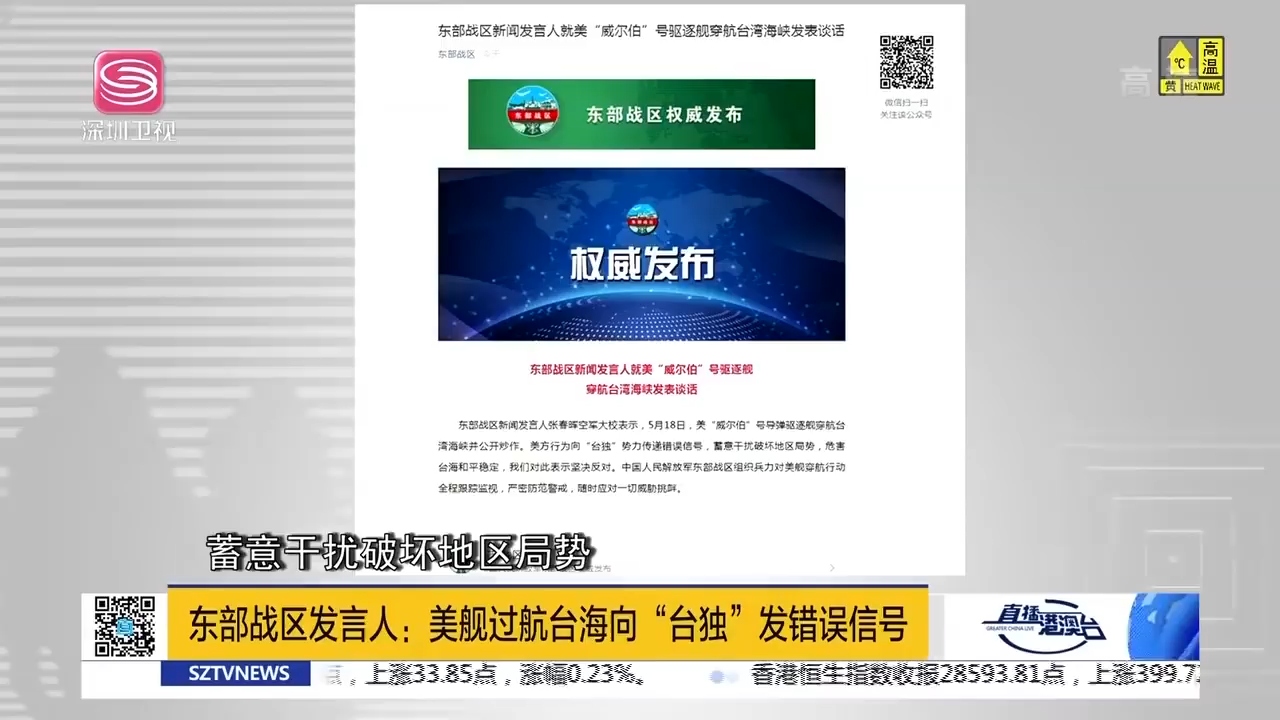 东部战区新闻发言人就美“威尔伯”号驱逐舰穿航台湾海峡发表谈话
东部战区
微信扫一扫
关注该公众号
高
高温
℃
黄 HEAT WAVE
深圳卫视
东部战区
东部战区权威发布
权威发布
东部战区新闻发言人就美“威尔伯”号驱逐舰
穿航台湾海峡发表谈话
东部战区新闻发言人张春晖空军大校表示，5月18日，美“威尔伯”号导弹驱逐舰穿航台
湾海峡并公开炒作。美方行为向“台独”势力传递错误信号，蓄意干扰破坏地区局势，危害
台海和平稳定，我们对此表示坚决反对。中国人民解放军东部战区组织兵力对美舰穿航行动
全程跟踪监视，严密防范警戒，随时应对一切威胁挑衅。
蓄意干扰破坏地区局势
东部战区发言人：美舰过航台海向“台独”发错误信号
直播港澳台
GREATER CHINA LIVE
SZTVNEWS
，上涨33.85点，涨幅0.23%。 香港恒生指数收报28593.81点，上涨399.7